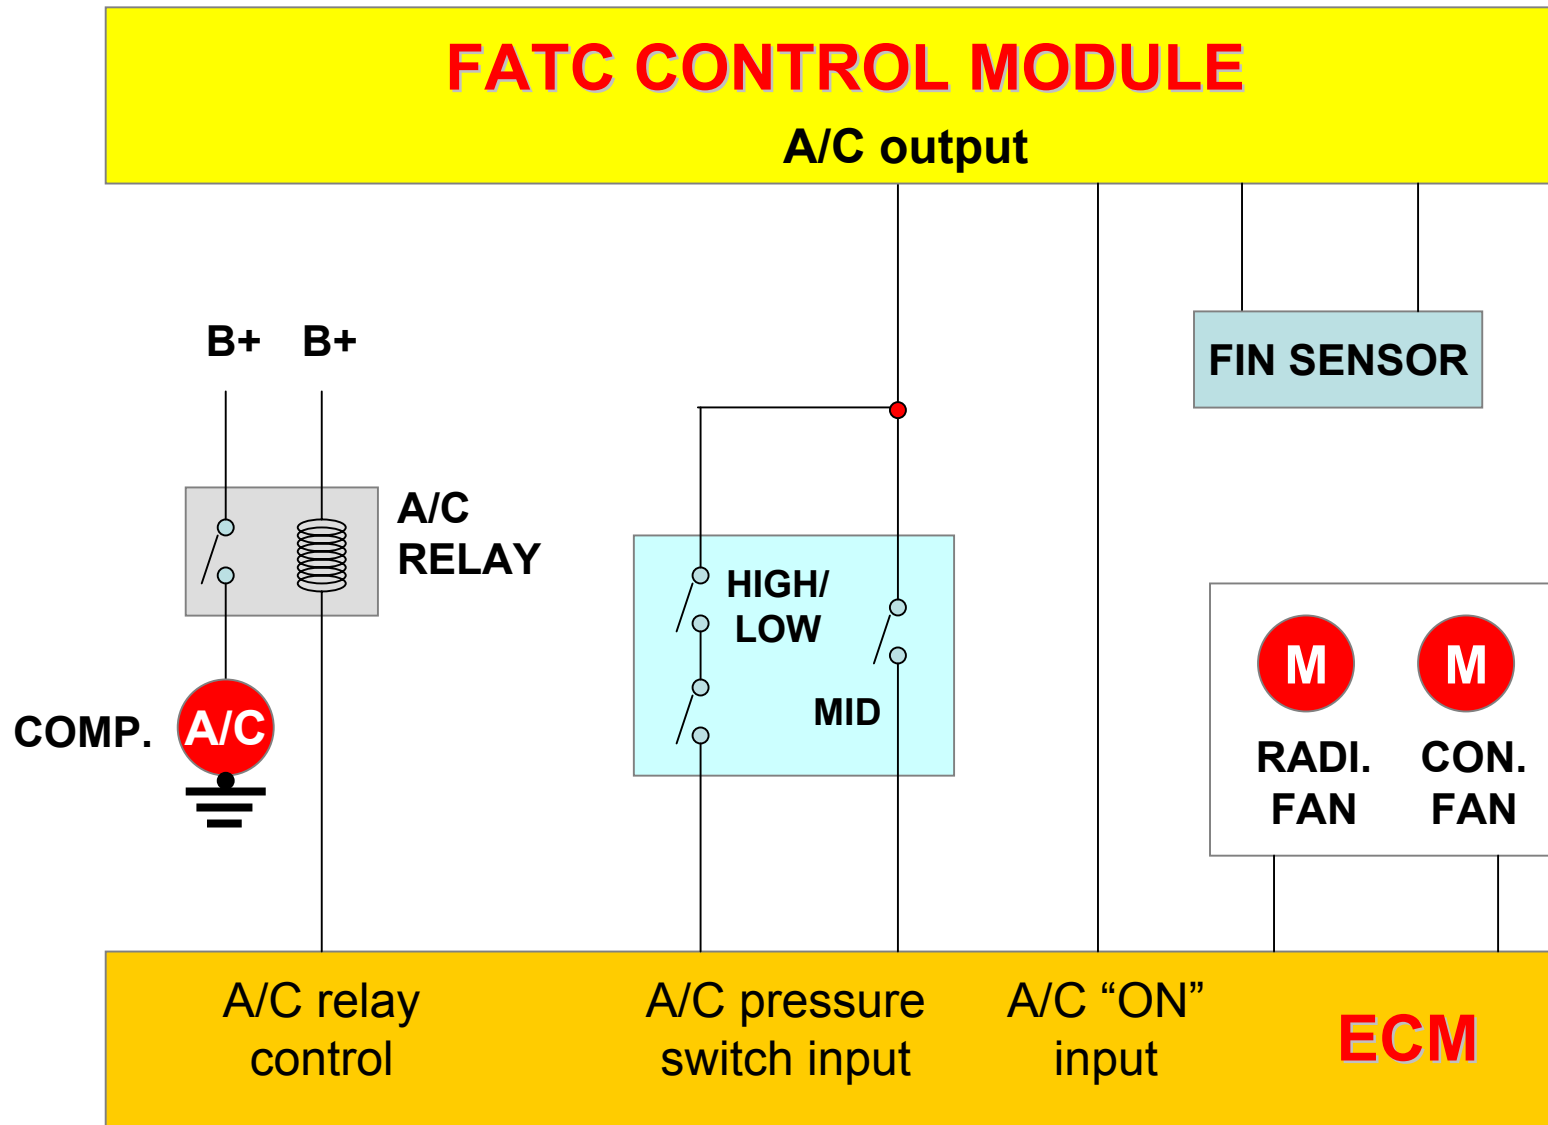 FATC CONTROL MODULE
A/C output
B+ B+
FIN SENSOR
A/C
RELAY
HIGH/
LOW
MID
COMP.
A/C
M M
RADI. CON.
FAN FAN
A/C relay
control
A/C pressure
switch input
A/C “ON”
input
ECM